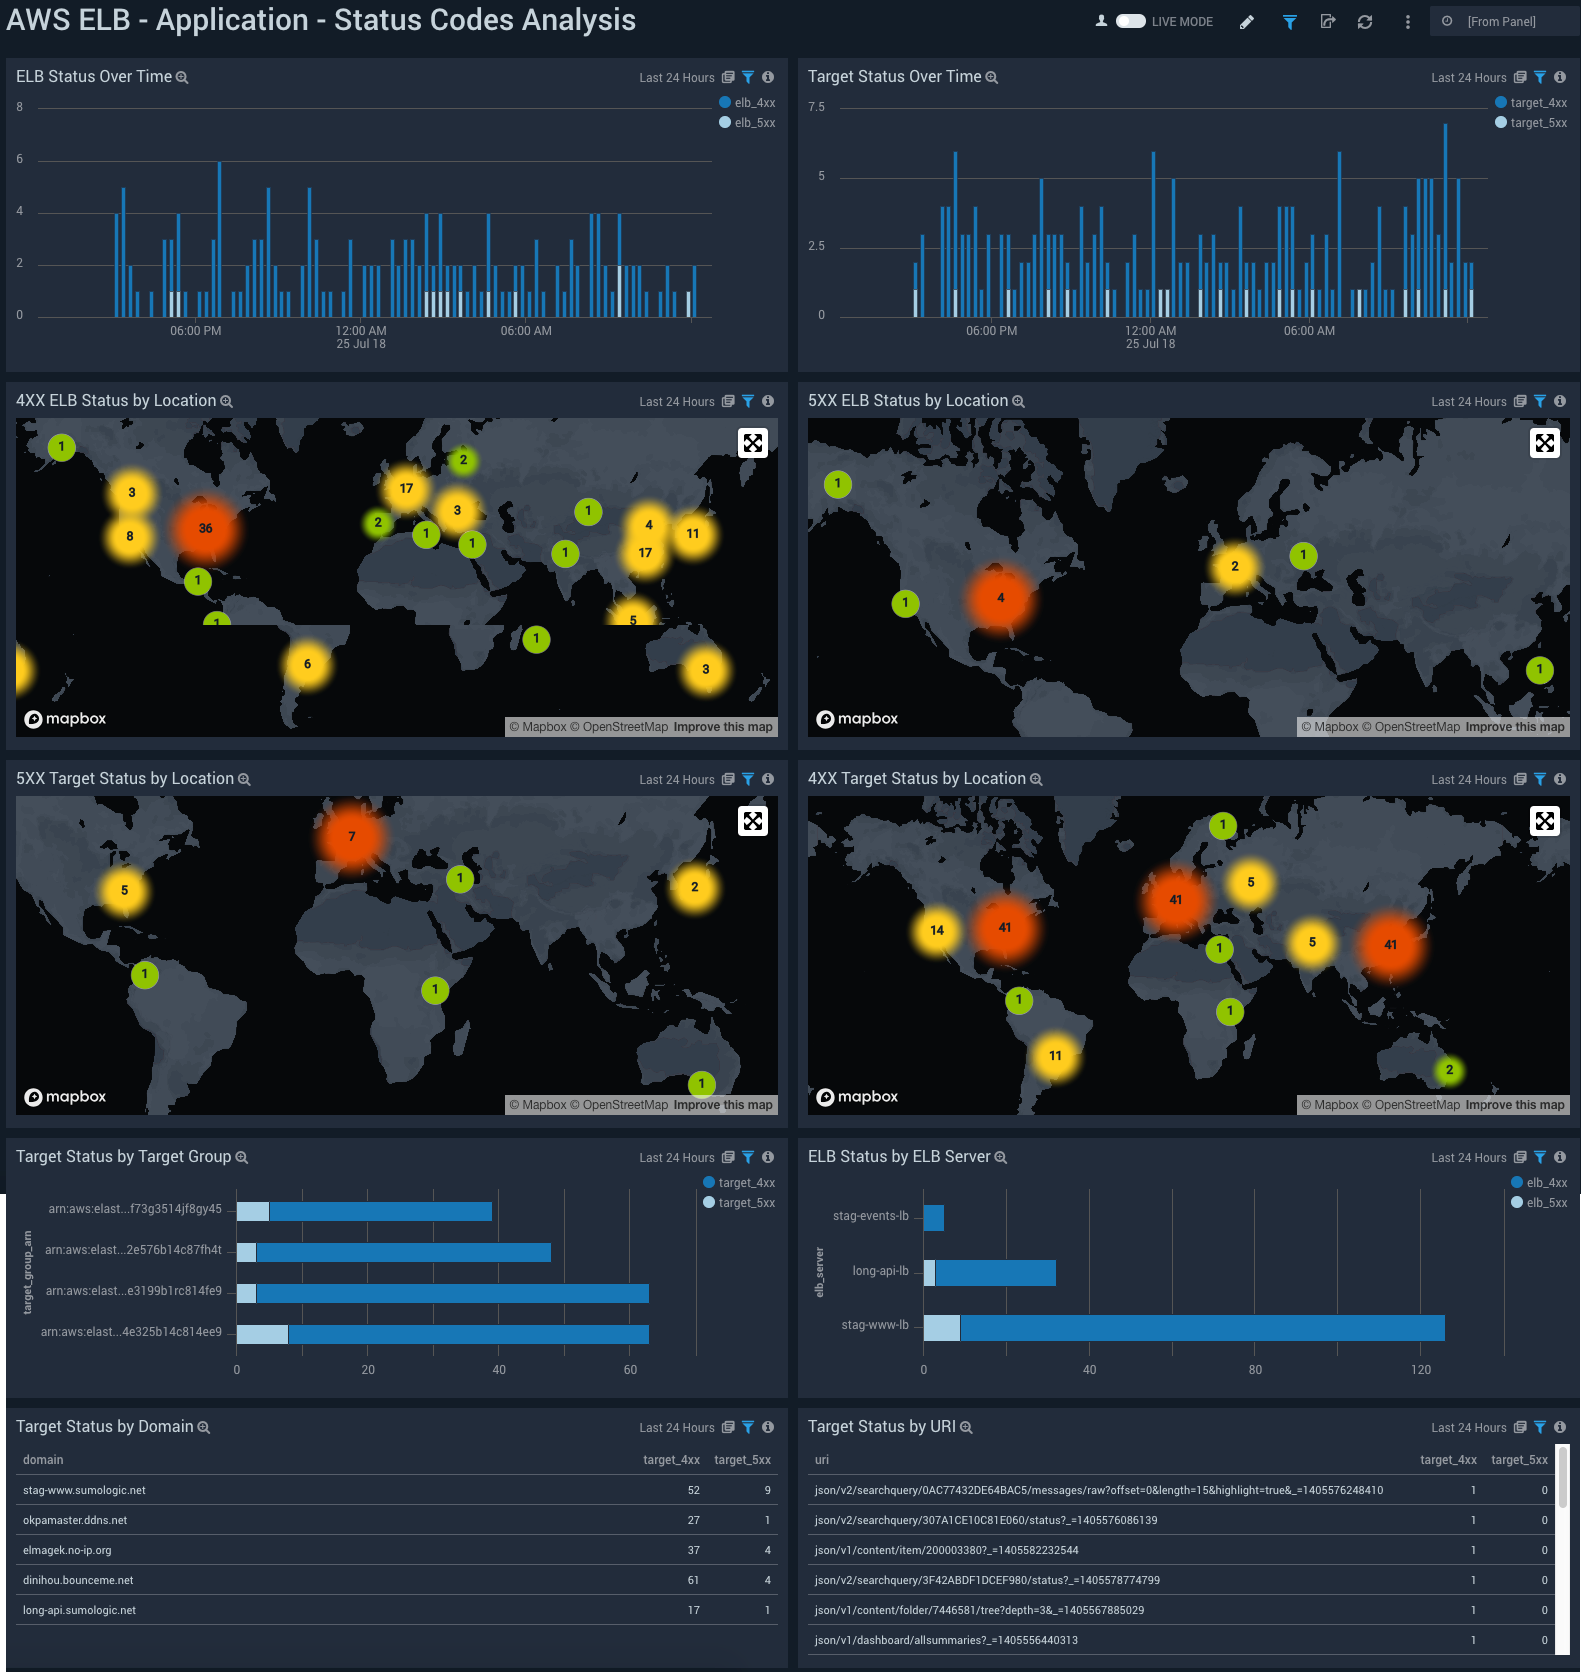 AWS ELB - Application - Status Codes Analysis
LIVE MODE
[From Panel]
ELB Status Over Time
Last 24 Hours
8
6
4
2
0
06:00 PM
12:00 AM
25 Jul 18
06:00 AM
elb_4xx
elb_5xx
Target Status Over Time
Last 24 Hours
7.5
5
2.5
0
06:00 PM
12:00 AM
25 Jul 18
06:00 AM
target_4xx
target_5xx
4XX ELB Status by Location
Last 24 Hours
1
2
3
17
36
8
2
3
1
1
1
1
4
11
17
1
1
5
1
6
3
mapbox
© Mapbox © OpenStreetMap Improve this map
5XX ELB Status by Location
Last 24 Hours
1
1
2
4
1
1
mapbox
© Mapbox © OpenStreetMap Improve this map
5XX Target Status by Location
Last 24 Hours
7
5
1
2
1
1
1
mapbox
© Mapbox © OpenStreetMap Improve this map
4XX Target Status by Location
Last 24 Hours
1
5
41
14
41
1
5
41
1
1
11
2
mapbox
© Mapbox © OpenStreetMap Improve this map
Target Status by Target Group
Last 24 Hours
target_4xx
target_5xx
target_group_arn
arn:aws:elast...f73g3514jf8gy45
arn:aws:elast...2e576b14c87fh4t
arn:aws:elast...e3199b1rc814fe9
arn:aws:elast...4e325b14c814ee9
0 20 40 60
ELB Status by ELB Server
Last 24 Hours
elb_4xx
elb_5xx
elb_server
stag-events-lb
long-api-lb
stag-www-lb
0 40 80 120
Target Status by Domain
Last 24 Hours
domain target_4xx target_5xx
stag-www.sumologic.net 52 9
okpamaster.ddns.net 27 1
elmagek.no-ip.org 37 4
dinihou.bounceme.net 61 4
long-api.sumologic.net 17 1
Target Status by URI
Last 24 Hours
uri target_4xx target_5xx
json/v2/searchquery/0AC77432DE64BAC5/messages/raw?offset=0&length=15&highlight=true&_=1405576248410 1 0
json/v2/searchquery/307A1CE10C81E060/status?_=1405576086139 1 0
json/v1/content/item/200003380?_=1405582232544 1 0
json/v2/searchquery/3F42ABDF1DCEF980/status?_=1405578774799 1 0
json/v1/content/folder/7446581/tree?depth=3&_=1405567885029 1 0
json/v1/dashboard/allsummaries?_=1405556440313 1 0